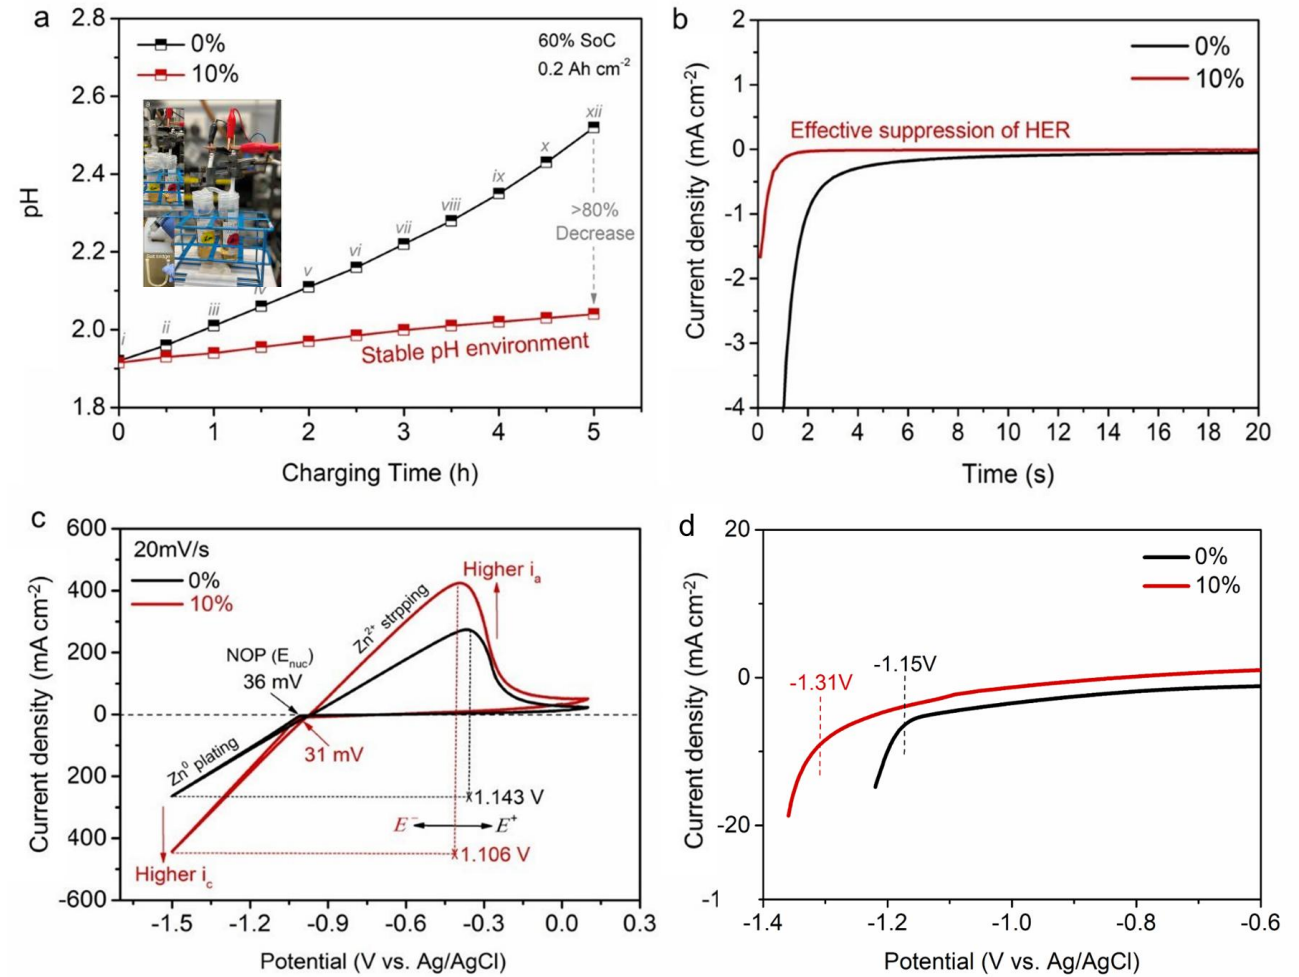 a
0%
10%
60% SoC
0.2 Ah cm-2
2.8
2.6
2.4
2.2
2.0
1.8
pH
i
ii
iii
iv
v
vi
vii
viii
ix
x
xii
>80%
Decrease
Stable pH environment
0 1 2 3 4 5
Charging Time (h)
b
0%
10%
Effective suppression of HER
2
1
0
-1
-2
-3
-4
Current density (mA cm-2)
0 2 4 6 8 10 12 14 16 18 20
Time (s)
c
20mV/s
0%
10%
Higher ia
Zn2+ strpping
NOP (Enuc)
36 mV
31 mV
Zn0 plating
1.143 V
E- E+
1.106 V
Higher ic
600
400
200
0
200
400
-600
Current density (mA cm-2)
-1.5 -1.2 -0.9 -0.6 -0.3 0.0 0.3
Potential (V vs. Ag/AgCl)
d
0%
10%
-1.15V
-1.31V
20
0
-20
-1
Current density (mA cm-2)
-1.4 -1.2 -1.0 -0.8 -0.6
Potential (V vs. Ag/AgCl)